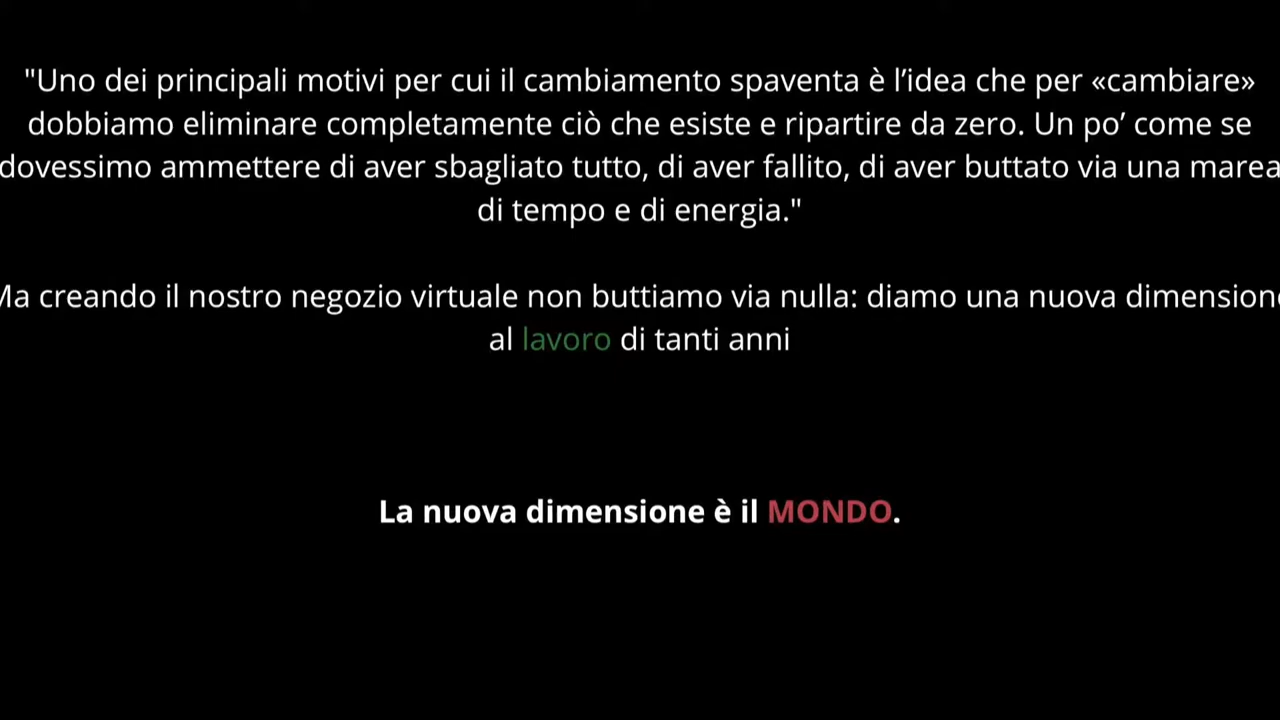 "Uno dei principali motivi per cui il cambiamento spaventa è l’idea che per «cambiare»
dobbiamo eliminare completamente ciò che esiste e ripartire da zero. Un po’ come se
dovessimo ammettere di aver sbagliato tutto, di aver fallito, di aver buttato via una marea
di tempo e di energia."
Ma creando il nostro negozio virtuale non buttiamo via nulla: diamo una nuova dimensione
al lavoro di tanti anni
La nuova dimensione è il MONDO.